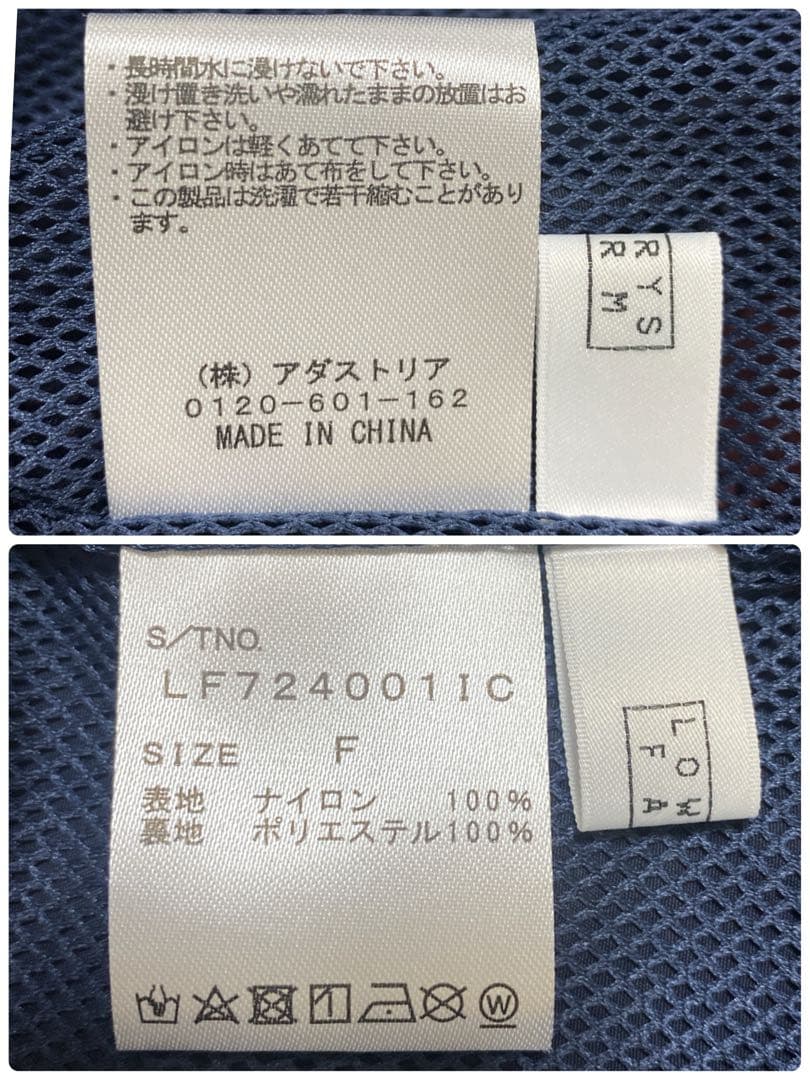 ・長時間水に浸けないで下さい。
・浸け置き洗いや濡れたままの放置はお
避け下さい。
・アイロンは軽くあてて下さい。
・アイロン時はあて布をして下さい。
・この製品は洗濯で若干縮むことがあり
ます。
(株)アダストリア
0120-601-162
MADE IN CHINA
RYS
RM
S/TNO.
LF724001IC
SIZE F
表地 ナイロン 100%
裏地 ポリエステル100%
1
W
LOW
FA